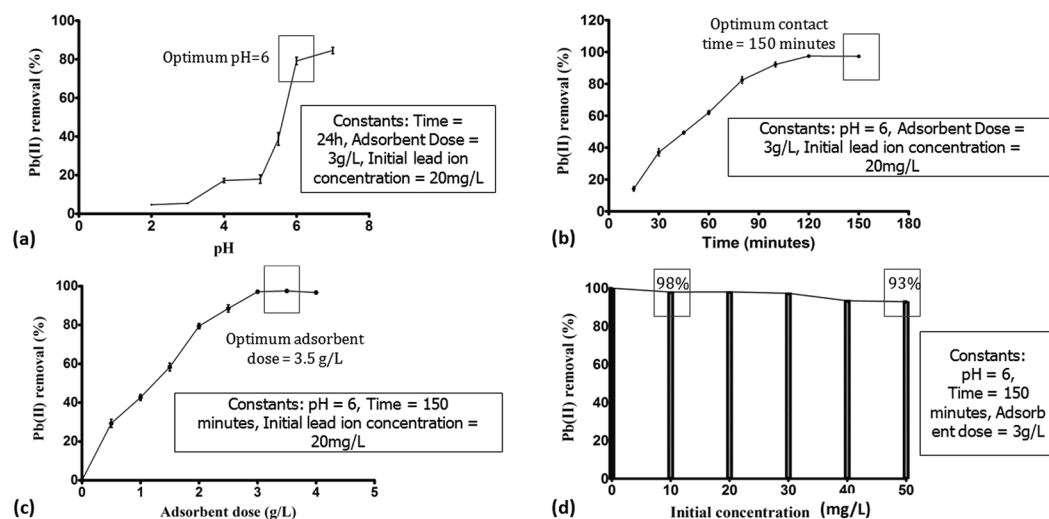 100
80
60
40
20
0
Pb(II) removal (%)
Optimum pH=6
Constants: Time =
24h, Adsorbent Dose =
3g/L, Initial lead ion
concentration = 20mg/L
0 2 4 6 8
pH
(a)
120
100
80
60
40
20
0
Pb(II) removal (%)
Optimum contact
time = 150 minutes
Constants: pH = 6, Adsorbent Dose =
3g/L, Initial lead ion concentration =
20mg/L
0 30 60 90 120 150 180
Time (minutes)
(b)
100
80
60
40
20
0
Pb(II) removal (%)
Optimum adsorbent
dose = 3.5 g/L
Constants: pH = 6, Time = 150
minutes, Initial lead ion concentration =
20mg/L
0 1 2 3 4 5
Adsorbent dose (g/L)
(c)
100
80
60
40
20
0
Pb(II) removal (%)
98%
93%
Constants:
pH = 6,
Time = 150
minutes, Adsorb
ent dose = 3g/L
0 10 20 30 40 50
Initial concentration (mg/L)
(d)